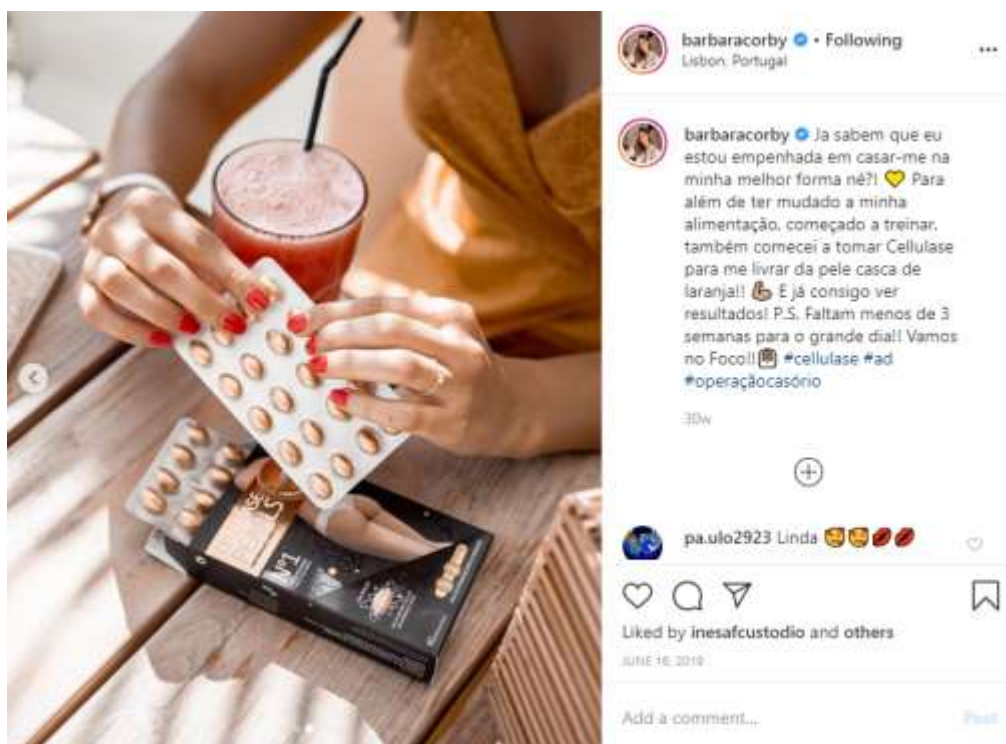 barbaracorby • Following
Lisbon, Portugal
barbaracorby Ja sabem que eu
estou empenhada em casar-me na
minha melhor forma né?! 💛 Para
além de ter mudado a minha
alimentação, começado a treinar,
também comecei a tomar Cellulase
para me livrar da pele casca de
laranja!! 💪🏼 E já consigo ver
resultados! P.S. Faltam menos de 3
semanas para o grande dia!! Vamos
no Foco!! #cellulase #ad
#operaçãocasório
30w
pa.ulo2923 Linda 🥰🥰💋💋
Liked by inesafcustodio and others
JUNE 16, 2019
Add a comment...
Post
Nº1